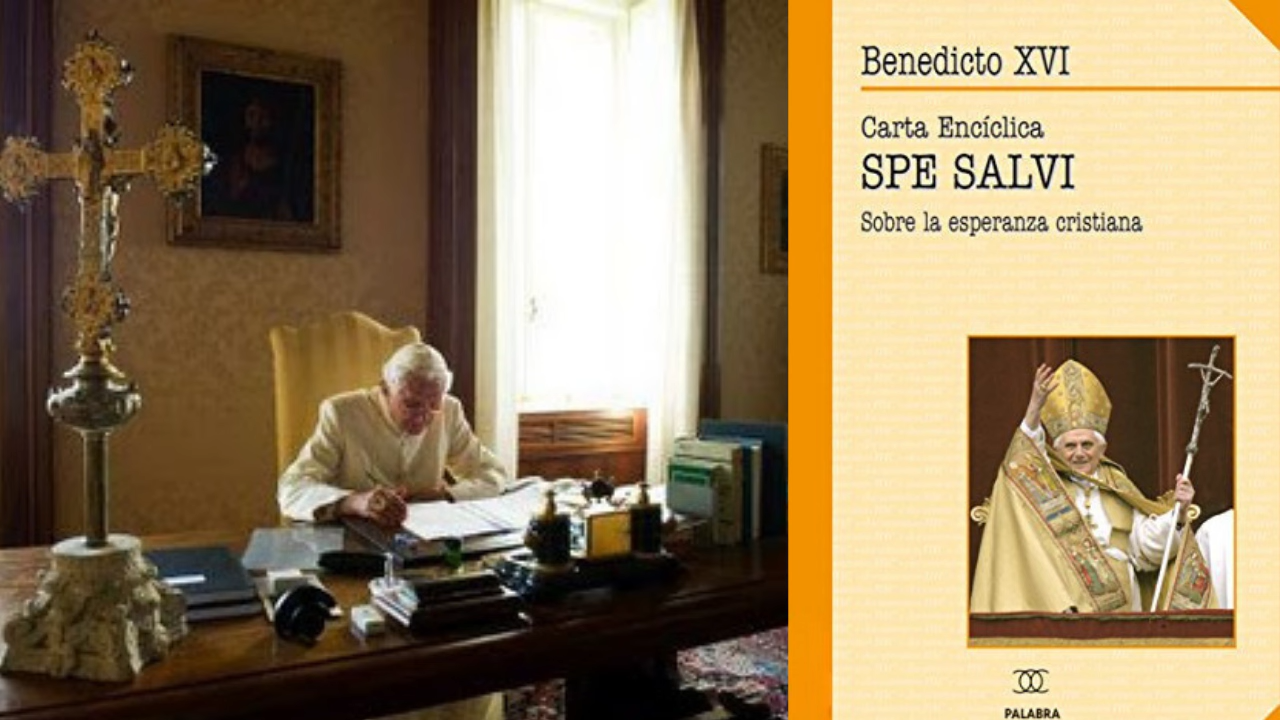 Benedicto XVI
Carta Encíclica
SPE SALVI
Sobre la esperanza cristiana
PALABRA